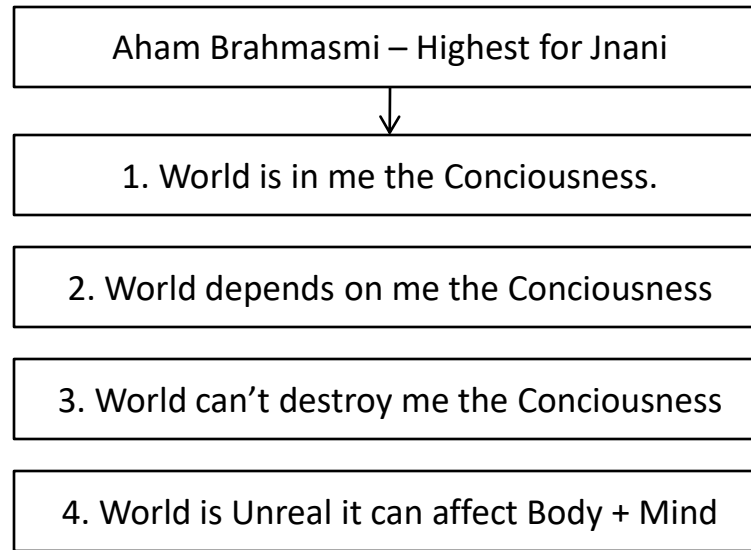 Aham Brahmasmi – Highest for Jnani
1. World is in me the Conciousness.
2. World depends on me the Conciousness
3. World can’t destroy me the Conciousness
4. World is Unreal it can affect Body + Mind